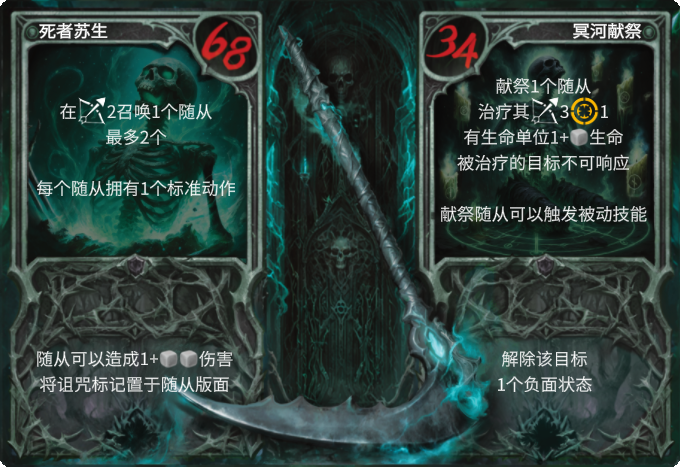 死者苏生
68
在2召唤1个随从
最多2个
每个随从拥有1个标准动作
随从可以造成1+伤害
将诅咒标记置于随从版面
34
冥河献祭
献祭1个随从
治疗其3 1
有生命单位1+生命
被治疗的目标不可响应
献祭随从可以触发被动技能
解除该目标
1个负面状态